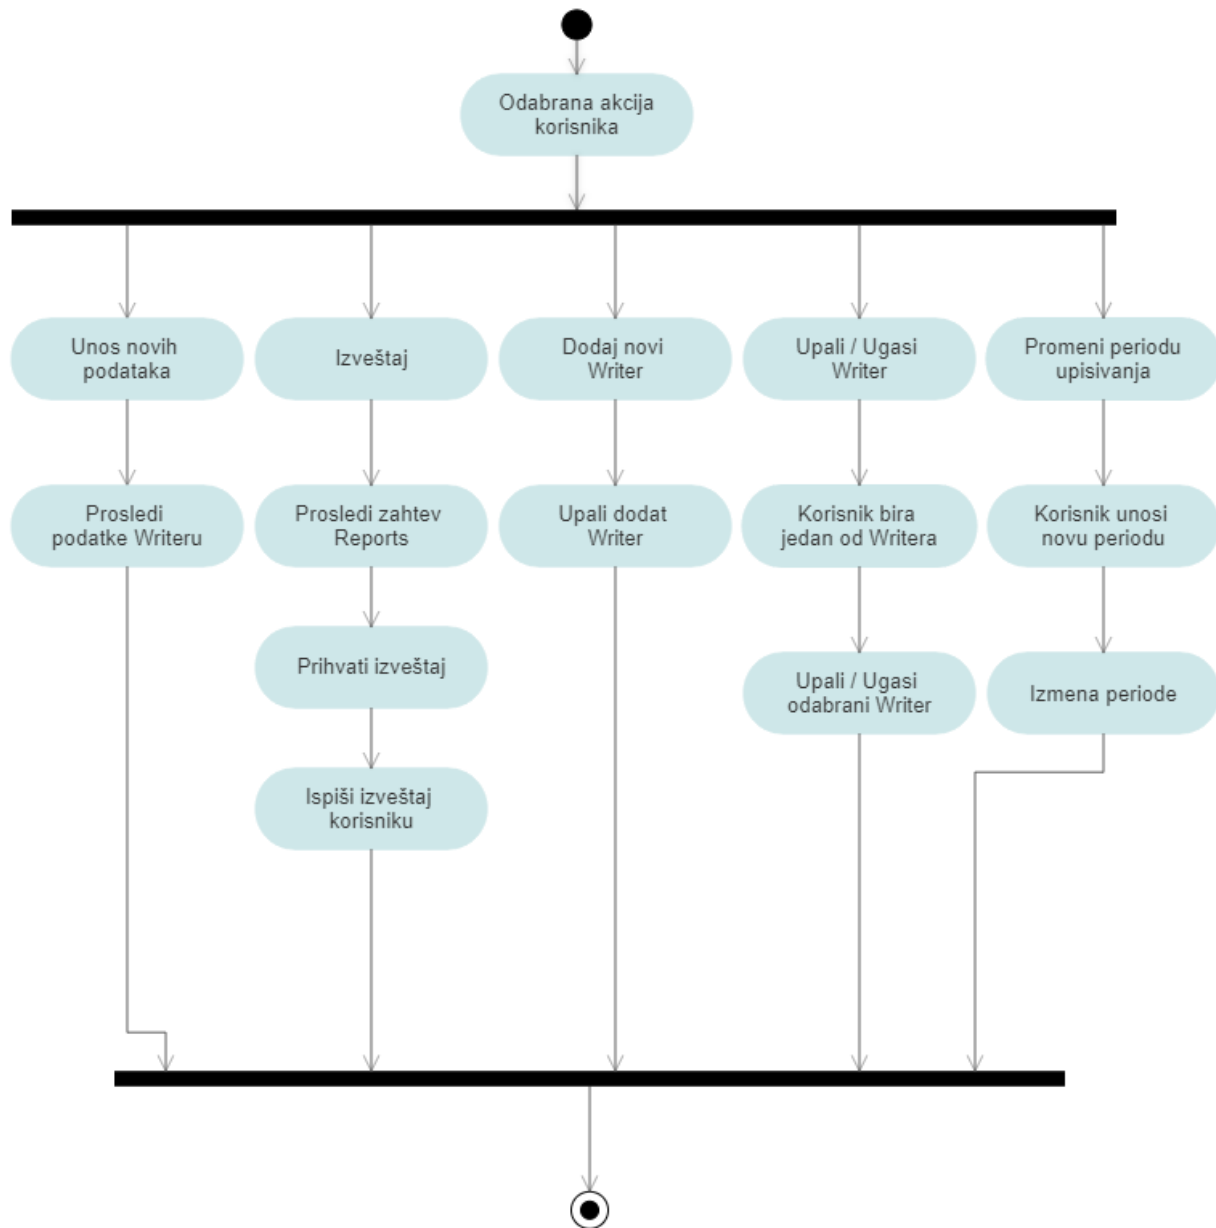 Odabrana akcija
korisnika
Unos novih
podataka
Izveštaj
Dodaj novi
Writer
Upali / Ugasi
Writer
Promeni periodu
upisivanja
Prosledi
podatke Writeru
Prosledi zahtev
Reports
Upali dodat
Writer
Korisnik bira
jedan od Writera
Korisnik unosi
novu periodu
Prihvati izveštaj
Upali / Ugasi
odabrani Writer
Izmena periode
Ispiši izveštaj
korisniku